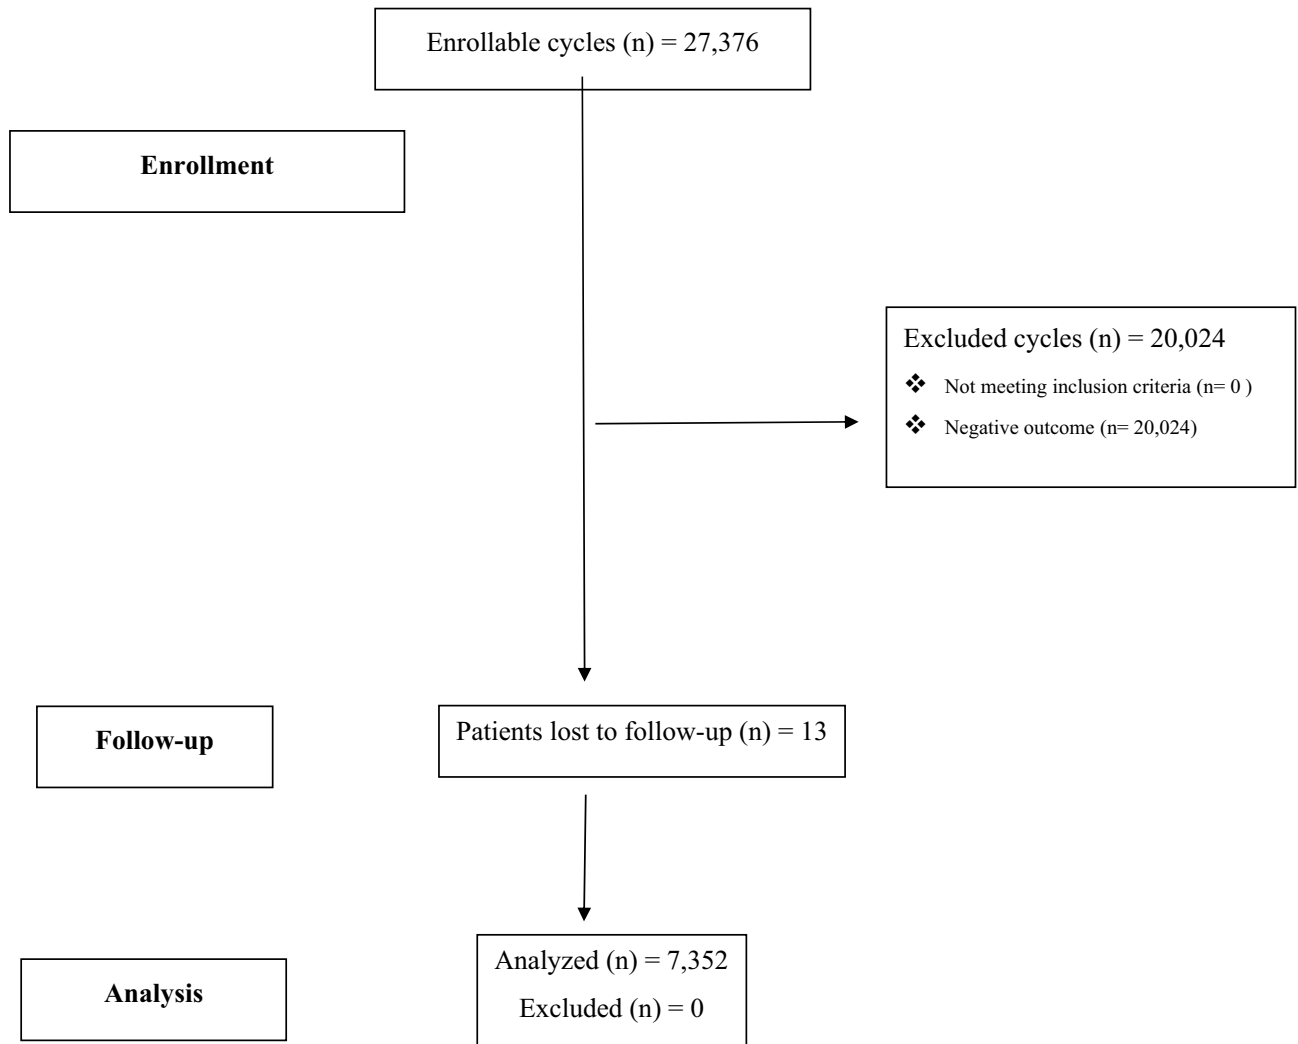 Enrollable cycles (n) = 27,376
Enrollment
Excluded cycles (n) = 20,024
❖ Not meeting inclusion criteria (n= 0 )
❖ Negative outcome (n= 20,024)
Follow-up
Patients lost to follow-up (n) = 13
Analysis
Analyzed (n) = 7,352
Excluded (n) = 0